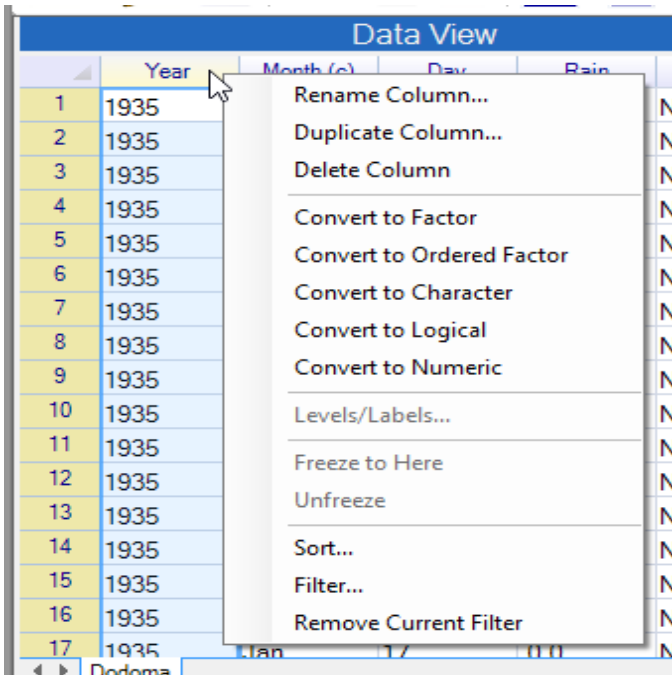 Data View
Year Month (c) Day Rain
1 1935 N
2 1935 N
3 1935 N
4 1935 N
5 1935 N
6 1935 N
7 1935 N
8 1935 N
9 1935 N
10 1935 N
11 1935 N
12 1935 N
13 1935 N
14 1935 N
15 1935 N
16 1935 N
17 1935 Jan 17 0.0 N
Rename Column...
Duplicate Column...
Delete Column
Convert to Factor
Convert to Ordered Factor
Convert to Character
Convert to Logical
Convert to Numeric
Levels/Labels...
Freeze to Here
Unfreeze
Sort...
Filter...
Remove Current Filter
Dodoma